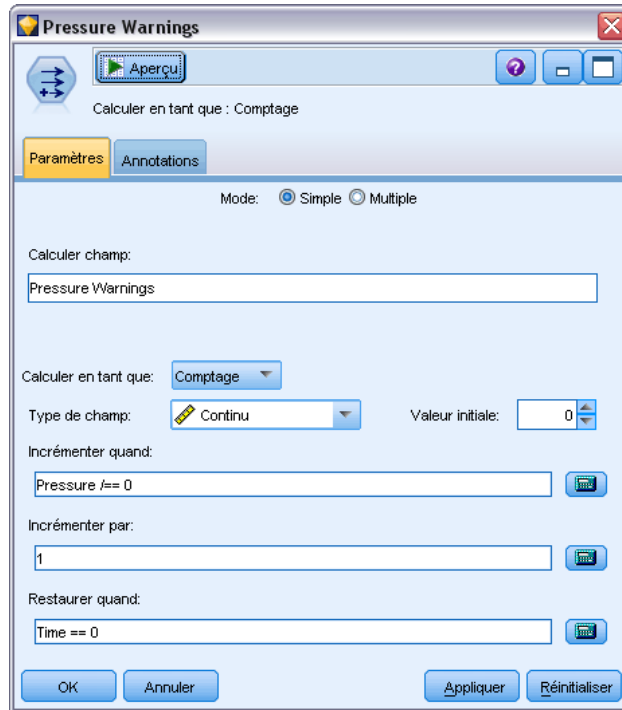 Pressure Warnings
Aperçu
Calculer en tant que : Comptage
Paramètres Annotations
Mode: Simple Multiple
Calculer champ:
Pressure Warnings
Calculer en tant que: Comptage
Type de champ: Continu Valeur initiale: 0
Incrémenter quand:
Pressure /== 0
Incrémenter par:
1
Restaurer quand:
Time == 0
OK Annuler Appliquer Réinitialiser